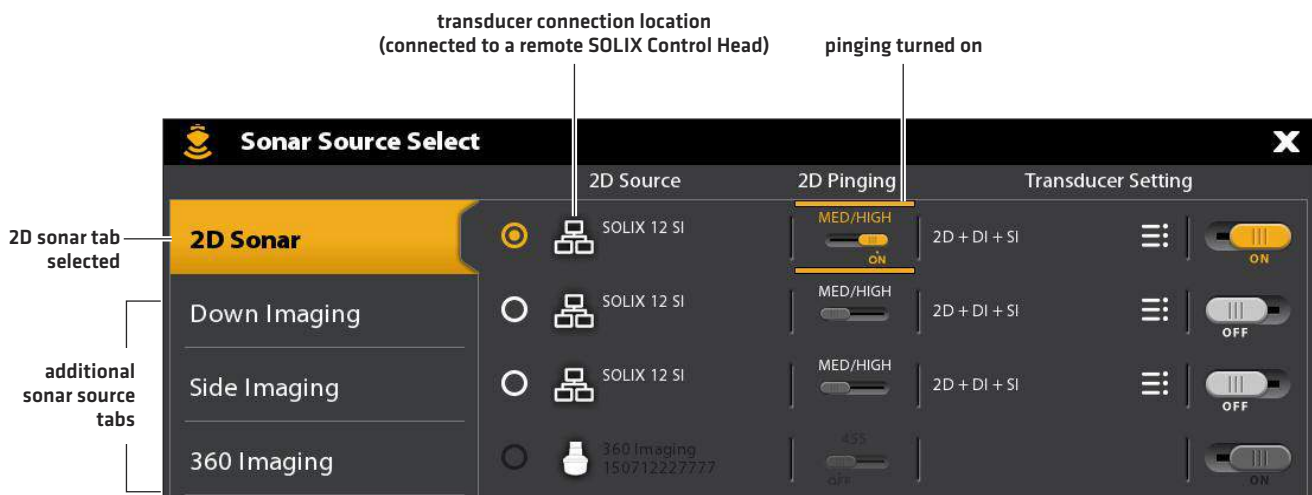 transducer connection location
(connected to a remote SOLIX Control Head)
pinging turned on
Sonar Source Select
X
2D Source
2D Pinging
Transducer Setting
2D sonar tab
selected
2D Sonar
SOLIX 12 SI
MED/HIGH
ON
2D + DI + SI
ON
additional
sonar source
tabs
Down Imaging
SOLIX 12 SI
MED/HIGH
2D + DI + SI
OFF
Side Imaging
SOLIX 12 SI
MED/HIGH
2D + DI + SI
OFF
360 Imaging
360 Imaging
150712227777
455
OFF
ON